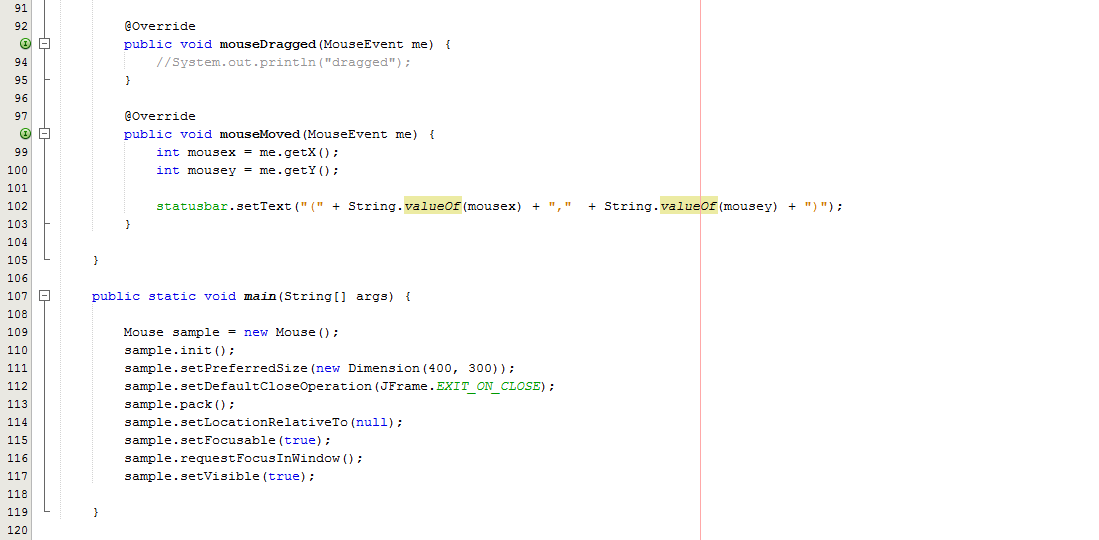 91
92 @Override
public void mouseDragged(MouseEvent me) {
94 //System.out.println("dragged");
95 }
96
97 @Override
public void mouseMoved(MouseEvent me) {
99 int mousex = me.getX();
100 int mousey = me.getY();
101
102 statusbar.setText("(" + String.valueOf(mousex) + ","  + String.valueOf(mousey) + ")");
103 }
104
105 }
106
107 public static void main(String[] args) {
108
109 Mouse sample = new Mouse();
110 sample.init();
111 sample.setPreferredSize(new Dimension(400, 300));
112 sample.setDefaultCloseOperation(JFrame.EXIT_ON_CLOSE);
113 sample.pack();
114 sample.setLocationRelativeTo(null);
115 sample.setFocusable(true);
116 sample.requestFocusInWindow();
117 sample.setVisible(true);
118
119 }
120